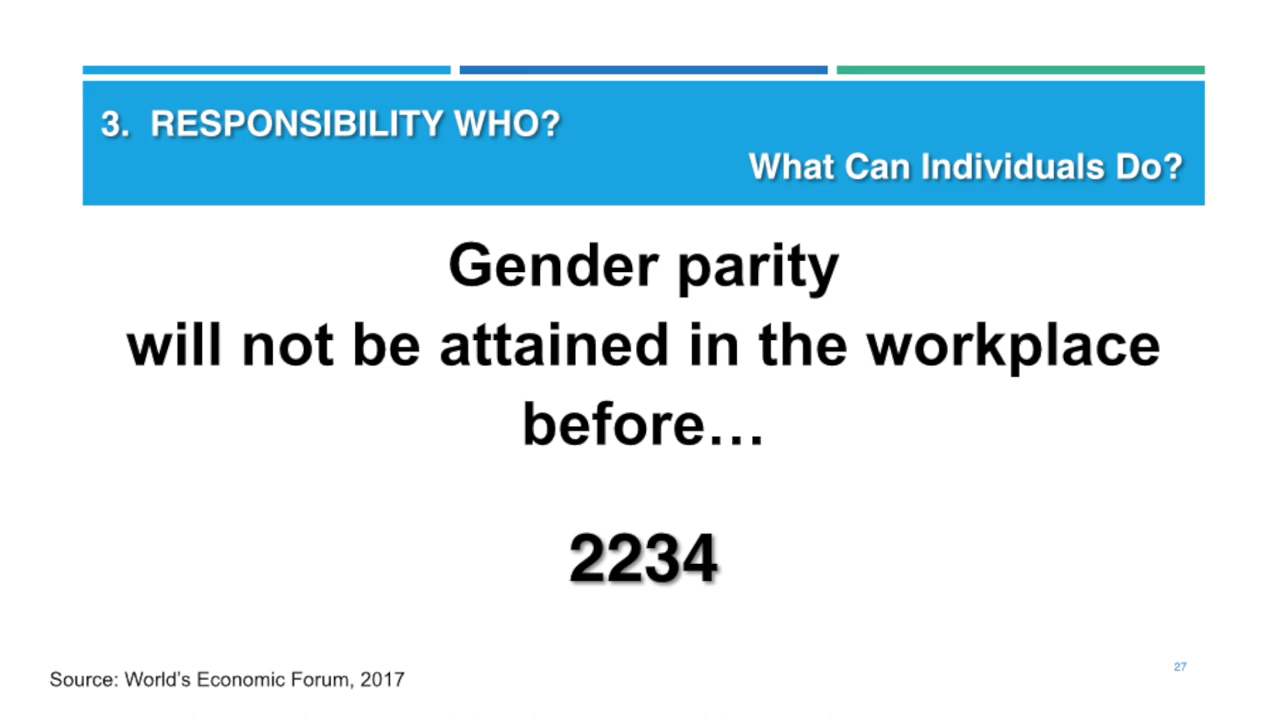 3. RESPONSIBILITY WHO?
What Can Individuals Do?
Gender parity
will not be attained in the workplace
before…
2234
Source: World's Economic Forum, 2017
27